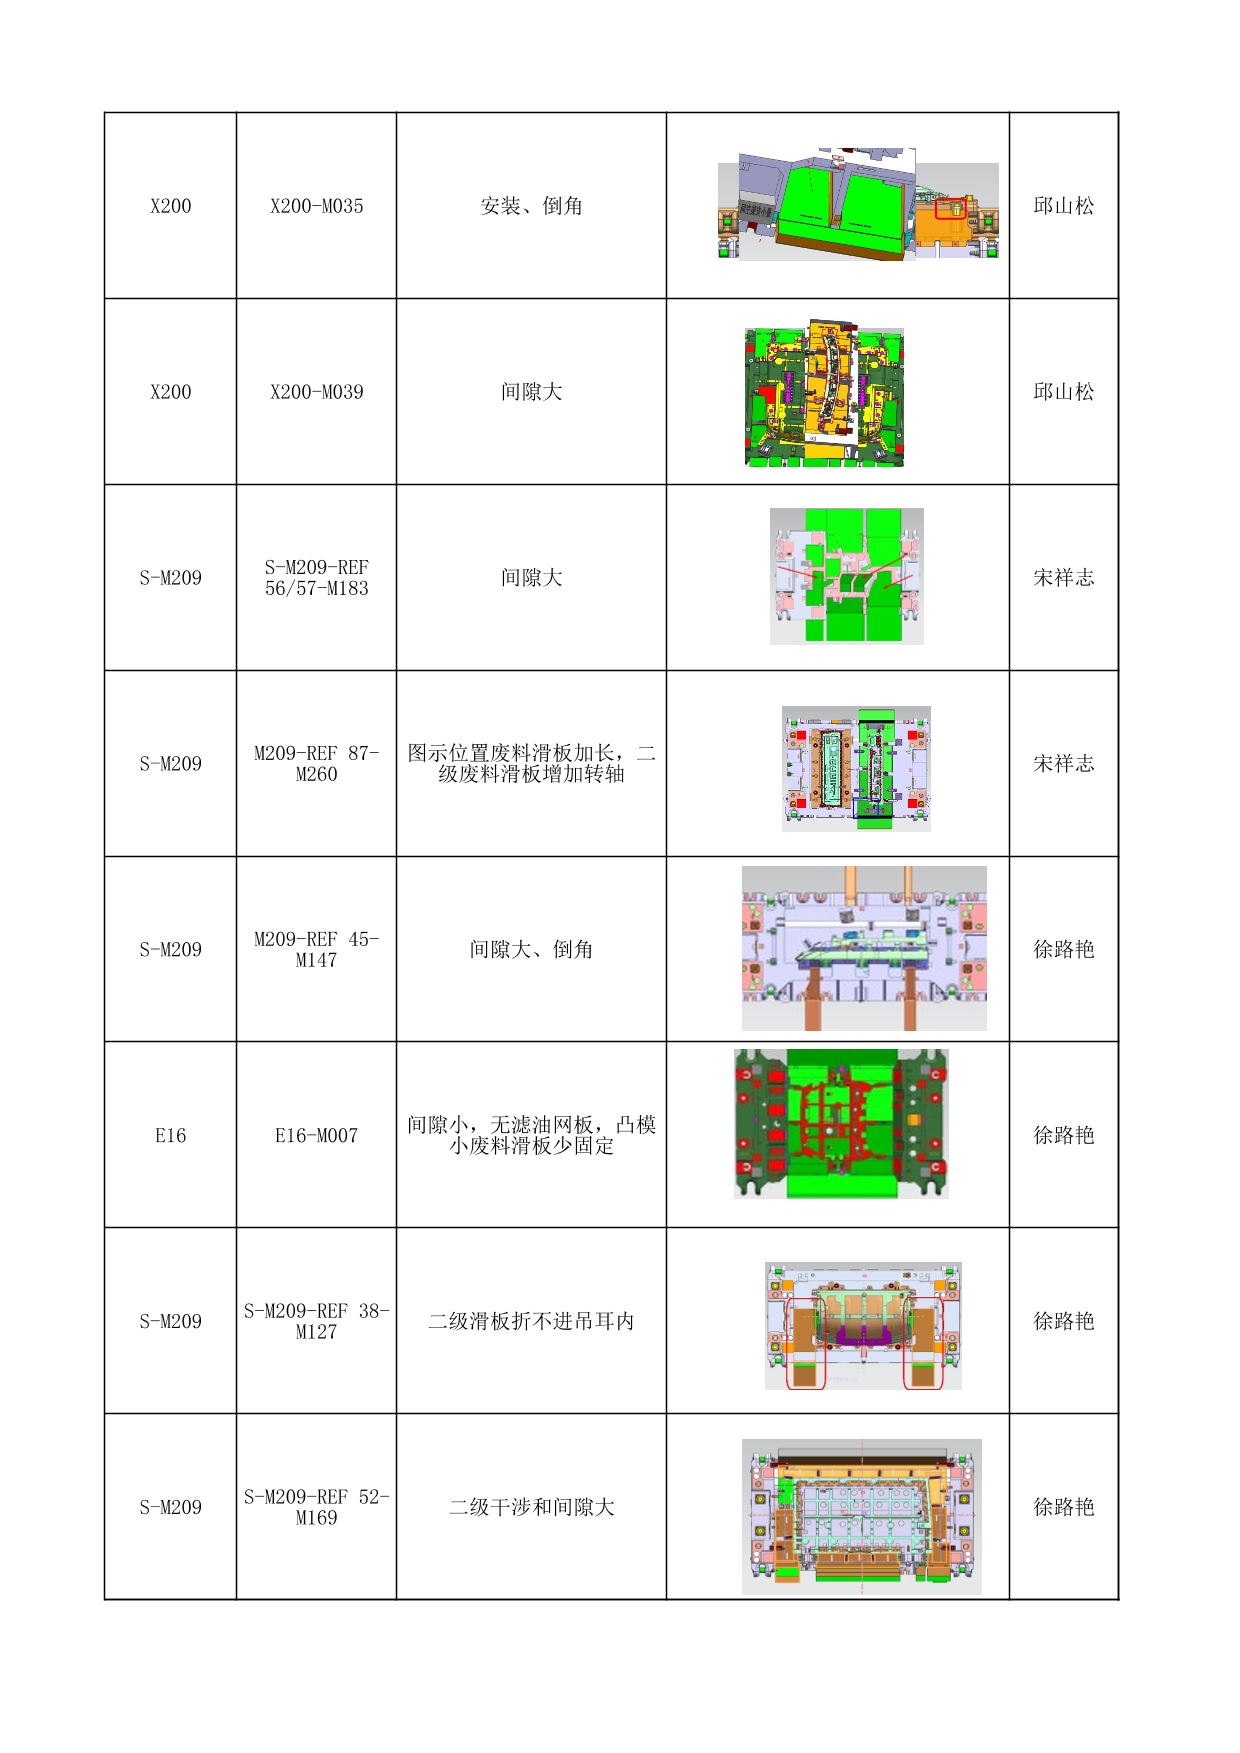 X200
X200-M035
安装、倒角
邱山松
X200
X200-M039
间隙大
邱山松
S-M209
S-M209-REF
56/57-M183
间隙大
宋祥志
S-M209
M209-REF 87-
M260
图示位置废料滑板加长，二
级废料滑板增加转轴
宋祥志
S-M209
M209-REF 45-
M147
间隙大、倒角
徐路艳
E16
E16-M007
间隙小，无滤油网板，凸模
小废料滑板少固定
徐路艳
S-M209
S-M209-REF 38-
M127
二级滑板折不进吊耳内
徐路艳
S-M209
S-M209-REF 52-
M169
二级干涉和间隙大
徐路艳